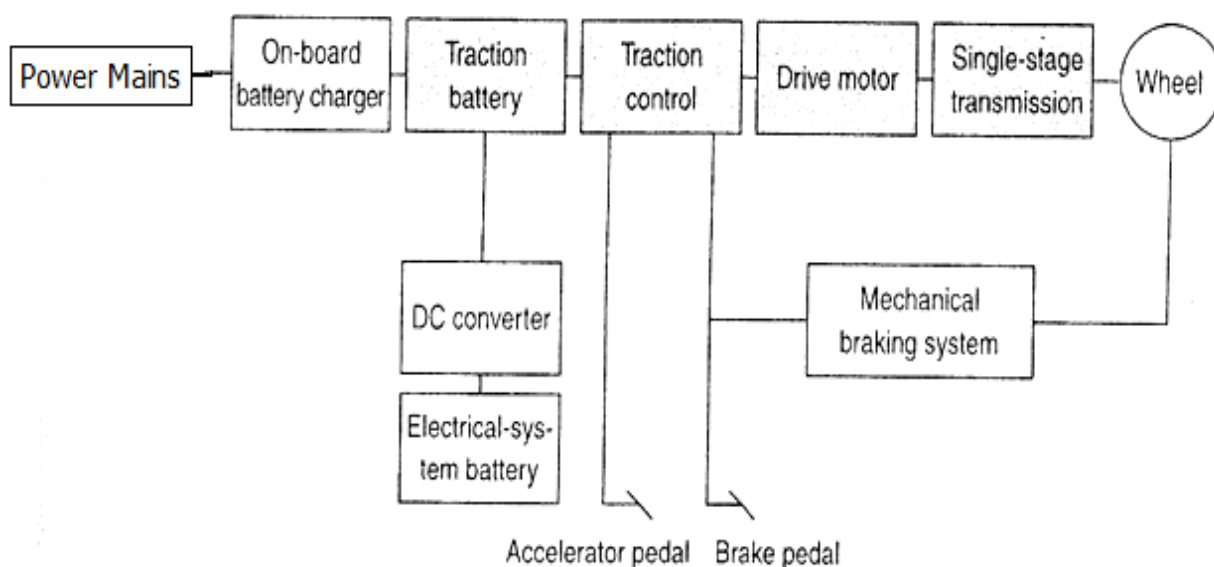 Power Mains
On-board
battery charger
Traction
battery
Traction
control
Drive motor
Single-stage
transmission
Wheel
DC converter
Mechanical
braking system
Electrical-sys-
tem battery
Accelerator pedal
Brake pedal